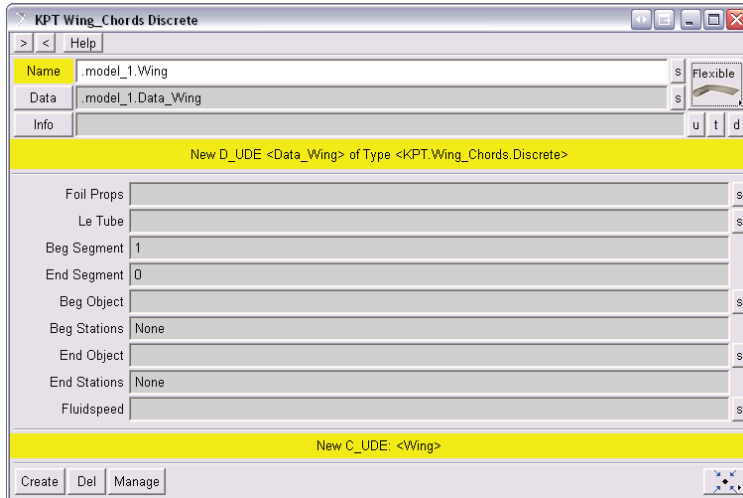 KPT Wing_Chords Discrete
> < Help
Name .model_1.Wing s Flexible
Data .model_1.Data_Wing s
Info u t d
New D_UDE <Data_Wing> of Type <KPT.Wing_Chords.Discrete>
Foil Props s
Le Tube s
Beg Segment 1
End Segment 0
Beg Object s
Beg Stations None
End Object s
End Stations None
Fluidspeed s
New C_UDE: <Wing>
Create Del Manage